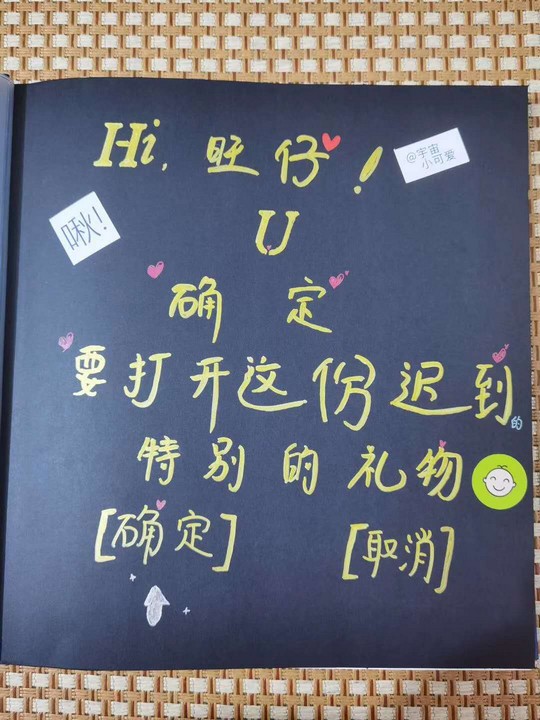 Hi, 旺仔!
@宇宙
小可爱
啾!
U
确 定
要打开这份迟到的
特别的礼物
[确定] [取消]